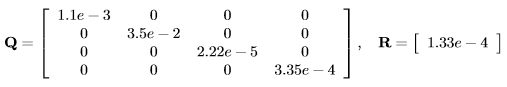 Q = [ 1.1e − 3 0 0 0
0 3.5e − 2 0 0
0 0 2.22e − 5 0
0 0 0 3.35e − 4 ] , R = [ 1.33e − 4 ]